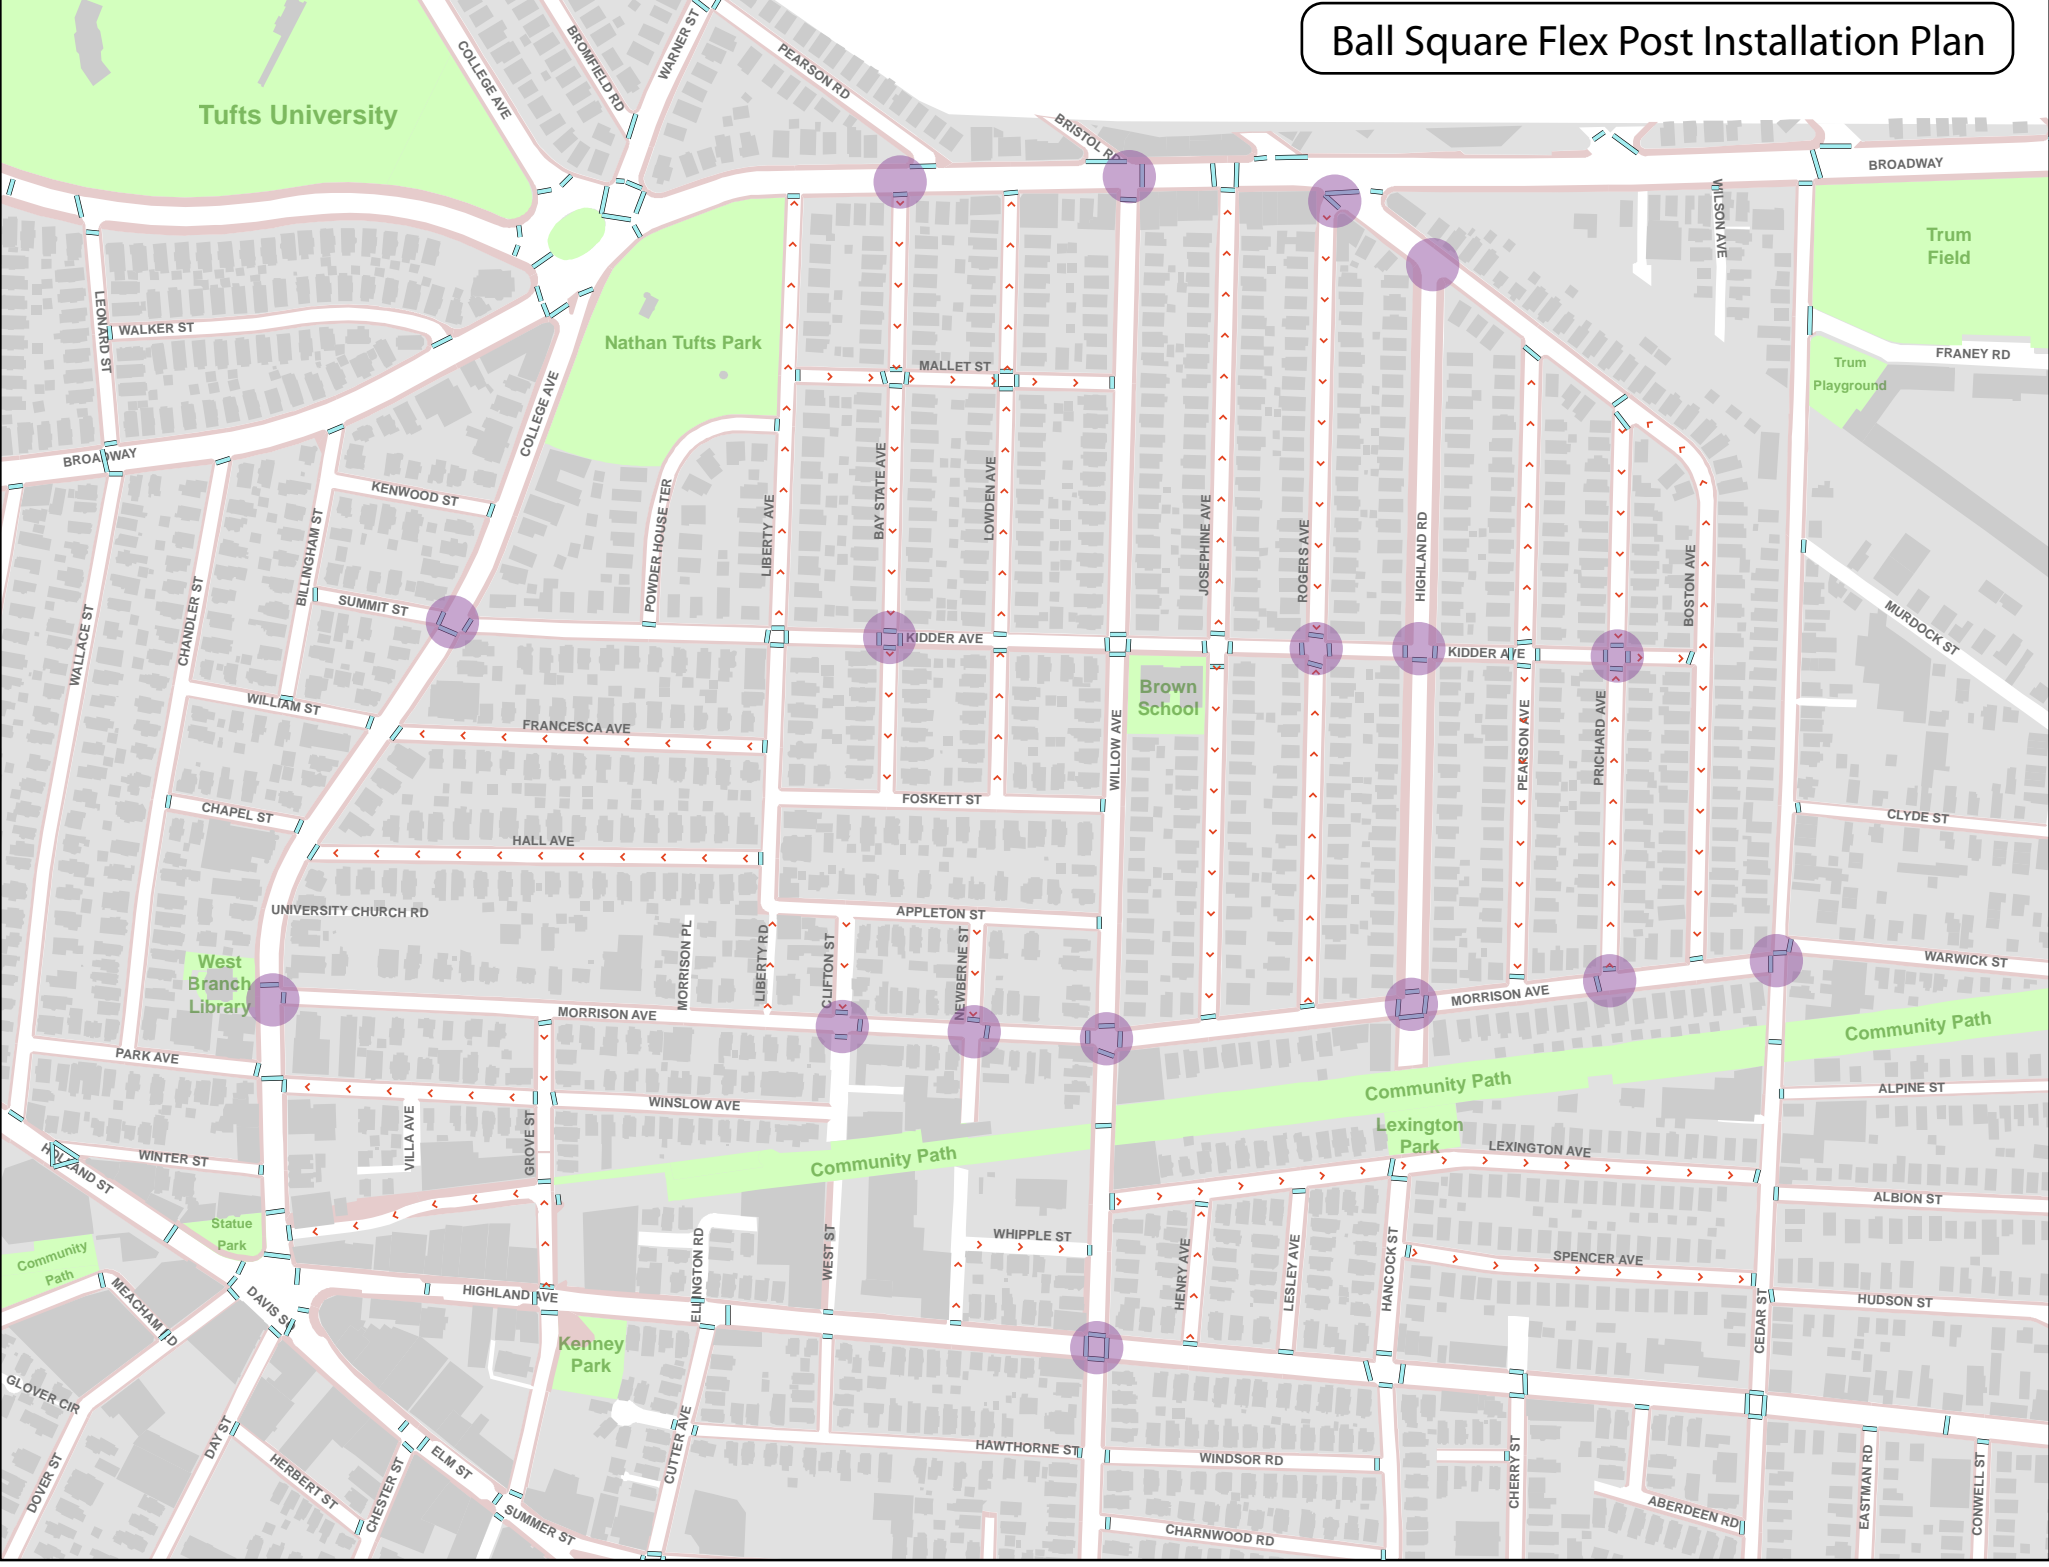 Ball Square Flex Post Installation Plan
Tufts University
COLLEGE AVE
BROMFIELD RD
WARNER ST
PEARSON RD
BRISTOL RD
BROADWAY
WILSON AVE
Trum
Field
LEONARD ST
WALKER ST
Nathan Tufts Park
MALLET ST
FRANEY RD
Trum
Playground
COLLEGE AVE
BROADWAY
KENWOOD ST
BILLINGHAM ST
POWDER HOUSE TER
LIBERTY AVE
BAY STATE AVE
LOWDEN AVE
JOSEPHINE AVE
ROGERS AVE
HIGHLAND RD
BOSTON AVE
MURDOCK ST
WALLACE ST
CHANDLER ST
SUMMIT ST
KIDDER AVE
KIDDER AVE
Brown
School
WILLIAM ST
FRANCESCA AVE
WILLOW AVE
PEARSON AVE
PRICHARD AVE
CHAPEL ST
FOSKETT ST
CLYDE ST
HALL AVE
UNIVERSITY CHURCH RD
APPLETON ST
West
Branch
Library
MORRISON PL
LIBERTY RD
CLIFTON ST
NEWBERNE ST
WARWICK ST
MORRISON AVE
MORRISON AVE
Community Path
PARK AVE
WINSLOW AVE
Community Path
ALPINE ST
VILLA AVE
GROVE ST
Lexington
Park
LEXINGTON AVE
HOLLAND ST
WINTER ST
Community Path
ALBION ST
Statue
Park
Community
Path
WHIPPLE ST
WEST ST
ELLINGTON RD
HENRY AVE
LESLEY AVE
HANCOCK ST
SPENCER AVE
MEACHAM RD
DAVIS SQ
HIGHLAND AVE
CEDAR ST
HUDSON ST
Kenney
Park
GLOVER CIR
DAY ST
HERBERT ST
CHESTER ST
ELM ST
CUTTER AVE
HAWTHORNE ST
WINDSOR RD
CHERRY ST
DOVER ST
SUMMER ST
CHARNWOOD RD
ABERDEEN RD
EASTMAN RD
CONWELL ST